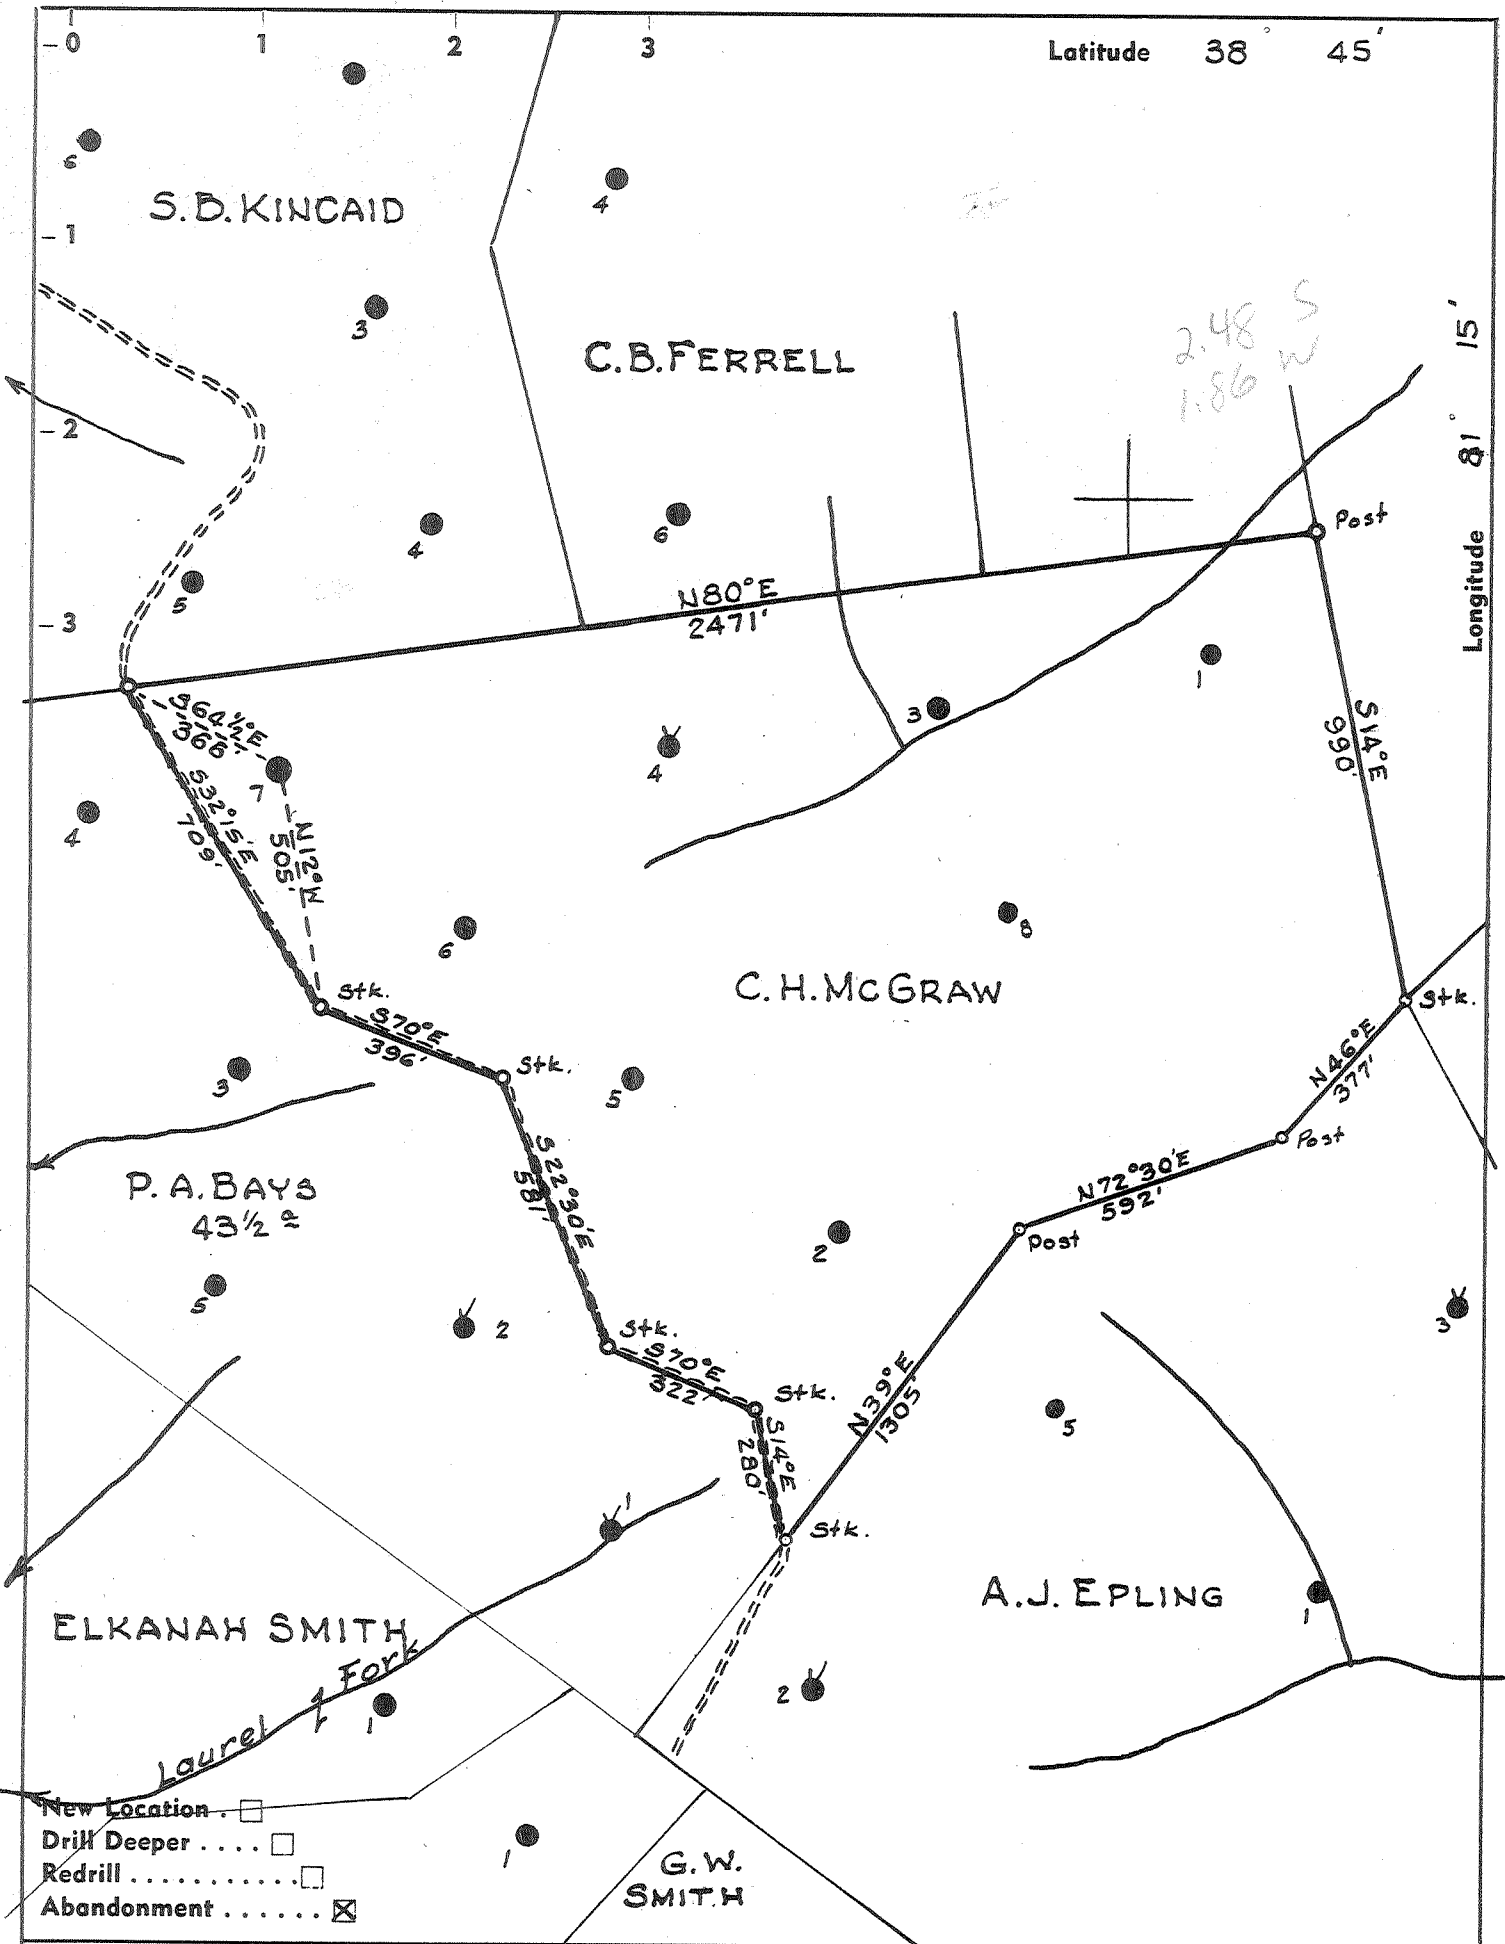 0 1 2 3
Latitude 38° 45'
6
4
S.B. KINCAID
1
3
2.48 S
1.86 W
15'
C.B. FERRELL
2
81°
Longitude
4
6
Post
5
N80°E
2471'
3
1
S64½°E
366'
3
S14°E
990'
4
7
S32°15'E
709'
N12°W
505'
4
6
8
C.H. McGRAW
Stk.
Stk.
S70°E
396'
N46°E
377'
Stk.
3
5
Post
S22°30'E
581'
N72°30'E
592'
P. A. BAYS
43½ a
2
Post
5
2
3
Stk.
S70°E
322'
Stk.
N39°E
1305'
5
S14°E
280'
1
Stk.
A.J. EPLING
1
ELKANAH SMITH
Laurel Fork
2
1
New Location .
Drill Deeper ....
1
Redrill ............
G.W.
SMITH
Abandonment ...... ☒